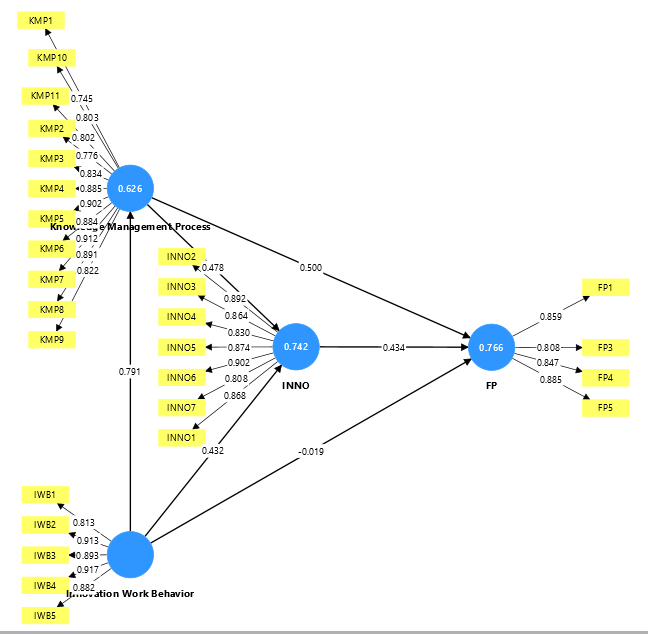 KMP1
KMP10
KMP11
KMP2
KMP3
KMP4
KMP5
KMP6
KMP7
KMP8
KMP9
0.745
0.803
0.802
0.776
0.834
0.885
0.902
0.884
0.912
0.891
0.822
0.626
Knowledge Management Process
INNO2
INNO3
INNO4
INNO5
INNO6
INNO7
INNO1
0.478
0.892
0.864
0.830
0.874
0.902
0.808
0.868
0.742
INNO
0.500
0.434
0.791
0.432
-0.019
0.766
FP
0.859
0.808
0.847
0.885
FP1
FP3
FP4
FP5
IWB1
IWB2
IWB3
IWB4
IWB5
0.813
0.913
0.893
0.917
0.882
Innovation Work Behavior